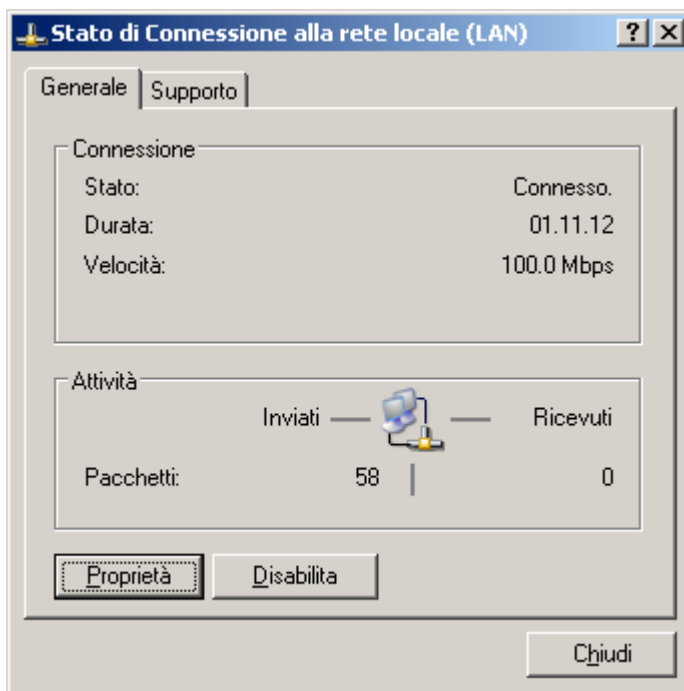 Stato di Connessione alla rete locale (LAN)
Generale Supporto
Connessione
Stato: Connesso.
Durata: 01.11.12
Velocità: 100.0 Mbps
Attività
Inviati Ricevuti
Pacchetti: 58 0
Proprietà Disabilita
Chiudi